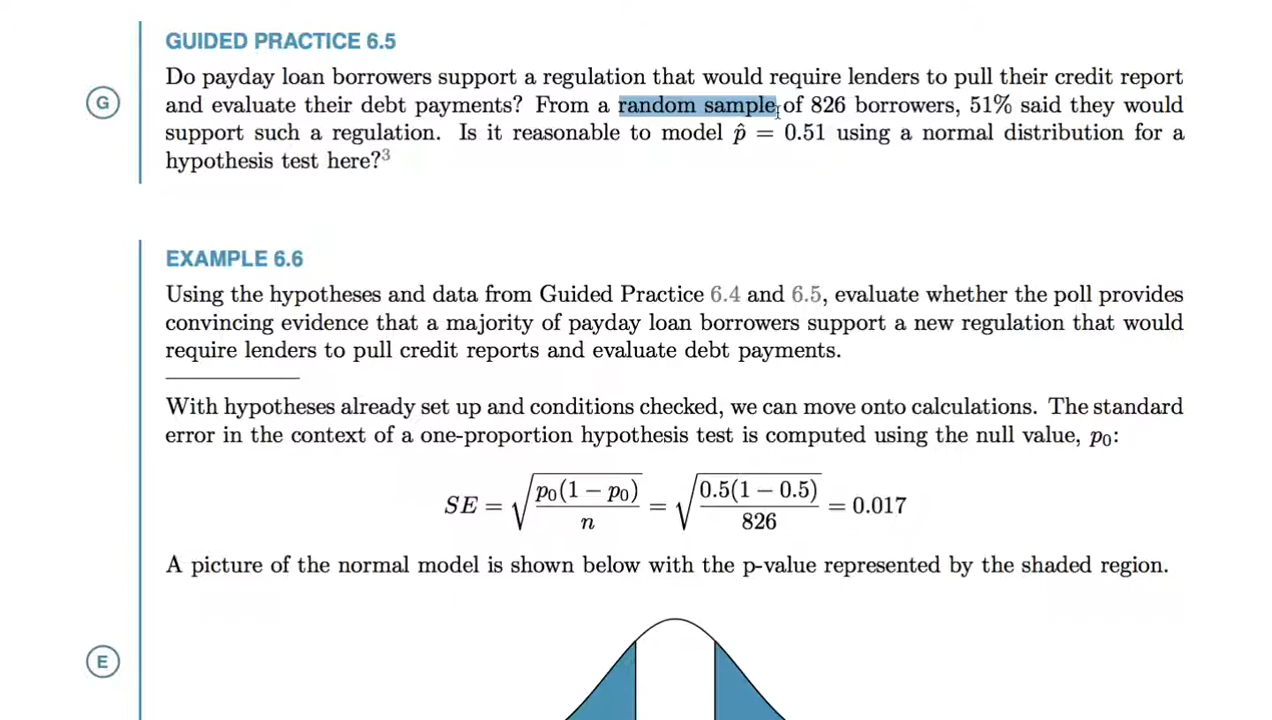 GUIDED PRACTICE 6.5
Do payday loan borrowers support a regulation that would require lenders to pull their credit report
G
and evaluate their debt payments? From a random sample of 826 borrowers, 51% said they would
support such a regulation. Is it reasonable to model p̂ = 0.51 using a normal distribution for a
hypothesis test here?³
EXAMPLE 6.6
Using the hypotheses and data from Guided Practice 6.4 and 6.5, evaluate whether the poll provides
convincing evidence that a majority of payday loan borrowers support a new regulation that would
require lenders to pull credit reports and evaluate debt payments.
With hypotheses already set up and conditions checked, we can move onto calculations. The standard
error in the context of a one-proportion hypothesis test is computed using the null value, p₀:
SE = √(p₀(1 − p₀)/n) = √(0.5(1 − 0.5)/826) = 0.017
A picture of the normal model is shown below with the p-value represented by the shaded region.
E